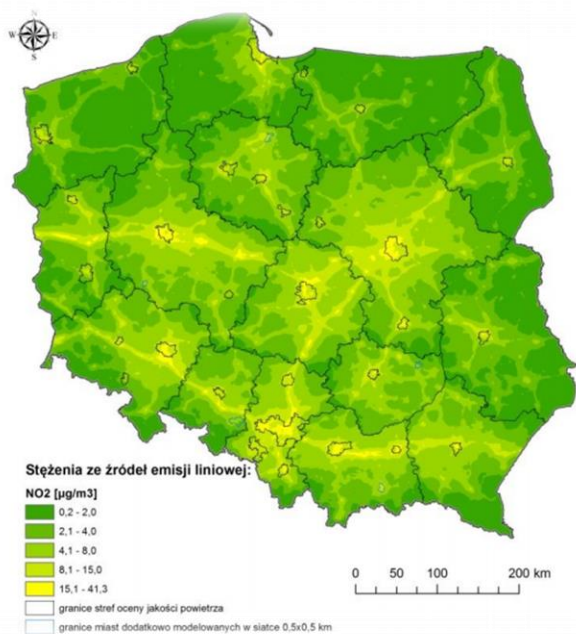 N
W E
S
Stężenia ze źródeł emisji liniowej:
NO2 [µg/m3]
0,2 - 2,0
2,1 - 4,0
4,1 - 8,0
8,1 - 15,0
15,1 - 41,3
granice stref oceny jakości powietrza
granice miast dodatkowo modelowanych w siatce 0,5x0,5 km
0 50 100 200 km